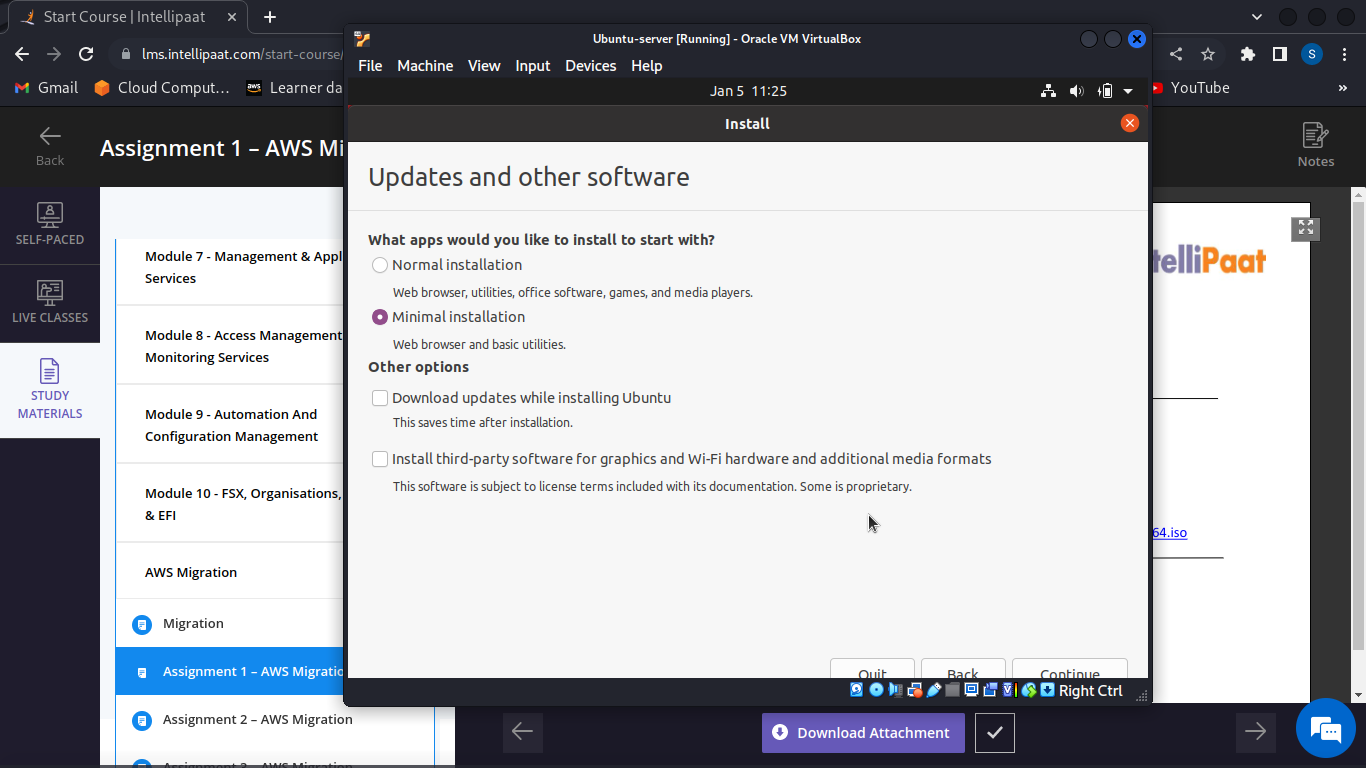 Start Course | Intellipaat
lms.intellipaat.com/start-course/
S
Gmail
Cloud Comput...
aws
Learner da
YouTube
»
Back
Assignment 1 – AWS Mi
Notes
SELF-PACED
LIVE CLASSES
STUDY
MATERIALS
Module 7 - Management & Appl
Services
Module 8 - Access Management
Monitoring Services
Module 9 - Automation And
Configuration Management
Module 10 - FSX, Organisations,
& EFI
AWS Migration
Migration
Assignment 1 – AWS Migratio
Assignment 2 – AWS Migration
Assignment 3 – AWS Migration
Ubuntu-server [Running] - Oracle VM VirtualBox
File Machine View Input Devices Help
Jan 5 11:25
Install
Updates and other software
What apps would you like to install to start with?
Normal installation
Web browser, utilities, office software, games, and media players.
Minimal installation
Web browser and basic utilities.
Other options
Download updates while installing Ubuntu
This saves time after installation.
Install third-party software for graphics and Wi-Fi hardware and additional media formats
This software is subject to license terms included with its documentation. Some is proprietary.
Quit Back Continue
Right Ctrl
telliPaat
64.iso
Download Attachment